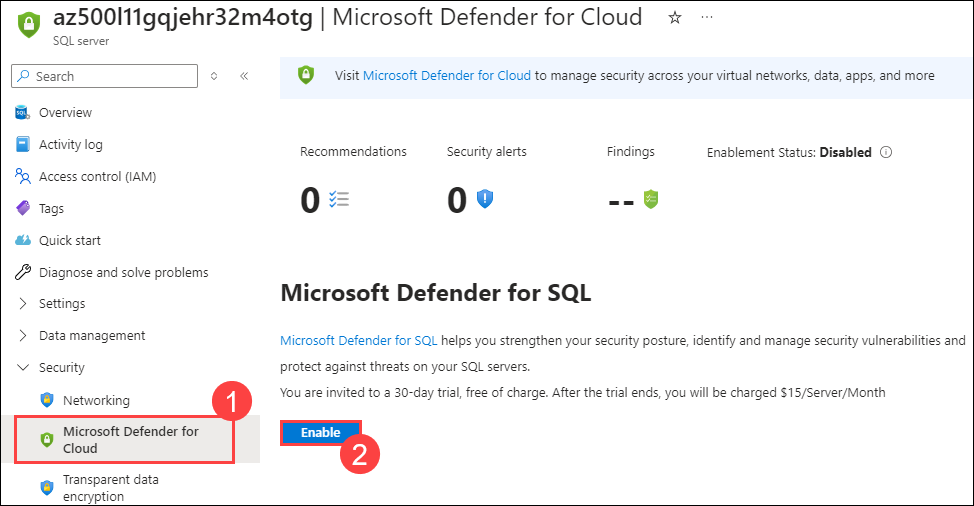 az500l11gqjehr32m4otg | Microsoft Defender for Cloud
SQL server
Search
Overview
Activity log
Access control (IAM)
Tags
Quick start
Diagnose and solve problems
Settings
Data management
Security
Networking
1
Microsoft Defender for
Cloud
Transparent data
encryption
Visit Microsoft Defender for Cloud to manage security across your virtual networks, data, apps, and more
Recommendations Security alerts Findings Enablement Status: Disabled
0 0 --
Microsoft Defender for SQL
Microsoft Defender for SQL helps you strengthen your security posture, identify and manage security vulnerabilities and
protect against threats on your SQL servers.
You are invited to a 30-day trial, free of charge. After the trial ends, you will be charged $15/Server/Month
Enable
2